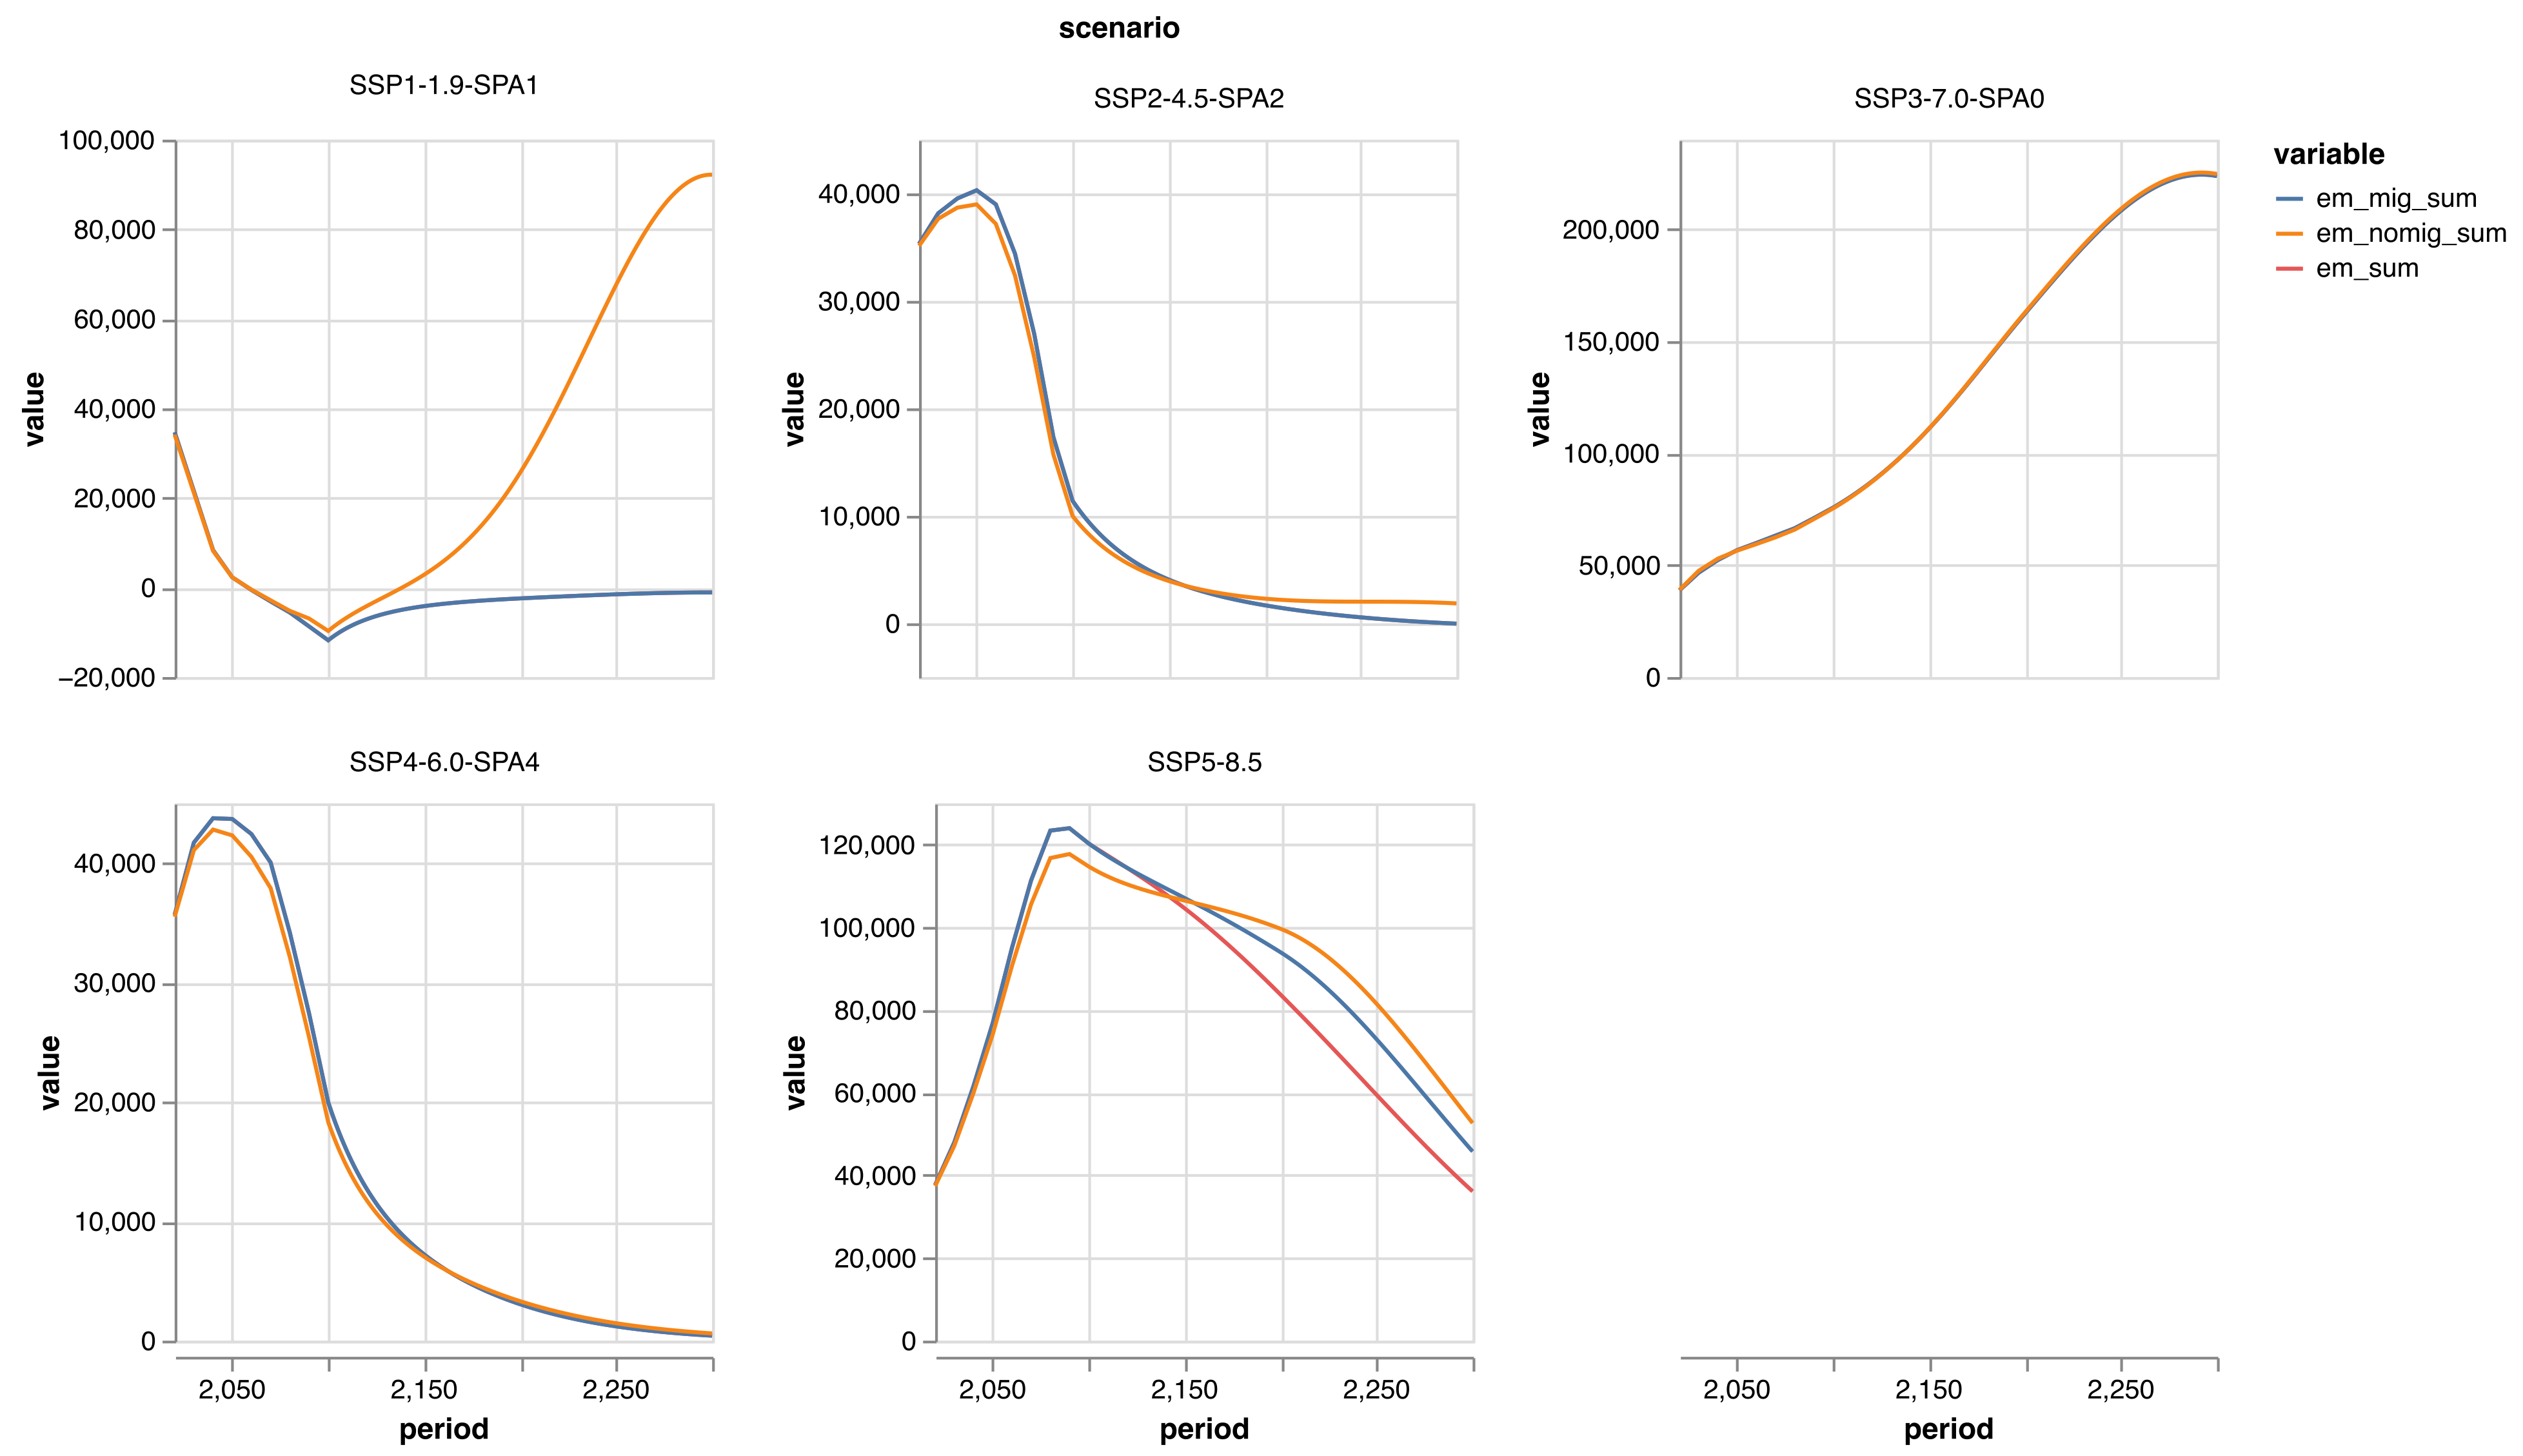 scenario
SSP1-1.9-SPA1
SSP2-4.5-SPA2
SSP3-7.0-SPA0
100,000
80,000
60,000
40,000
20,000
0
−20,000
value
40,000
30,000
20,000
10,000
0
value
200,000
150,000
100,000
50,000
0
value
variable
em_mig_sum
em_nomig_sum
em_sum
SSP4-6.0-SPA4
SSP5-8.5
40,000
30,000
20,000
10,000
0
value
2,050 2,150 2,250
period
120,000
100,000
80,000
60,000
40,000
20,000
0
value
2,050 2,150 2,250
period
2,050 2,150 2,250
period